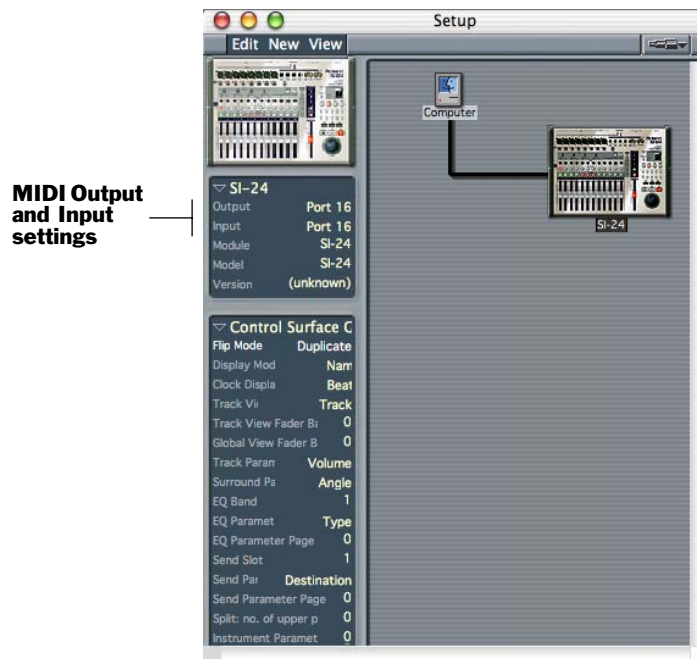 Setup
Edit New View
Computer
SI-24
MIDI Output
and Input
settings
SI-24
Output Port 16
Input Port 16
Module SI-24
Model SI-24
Version (unknown)
Control Surface C
Flip Mode Duplicate
Display Mod Nam
Clock Displa Beat
Track Vi Track
Track View Fader Ba 0
Global View Fader B 0
Track Param Volume
Surround Pa Angle
EQ Band 1
EQ Paramet Type
EQ Parameter Page 0
Send Slot 1
Send Par Destination
Send Parameter Page 0
Split: no. of upper p 0
Instrument Paramet 0